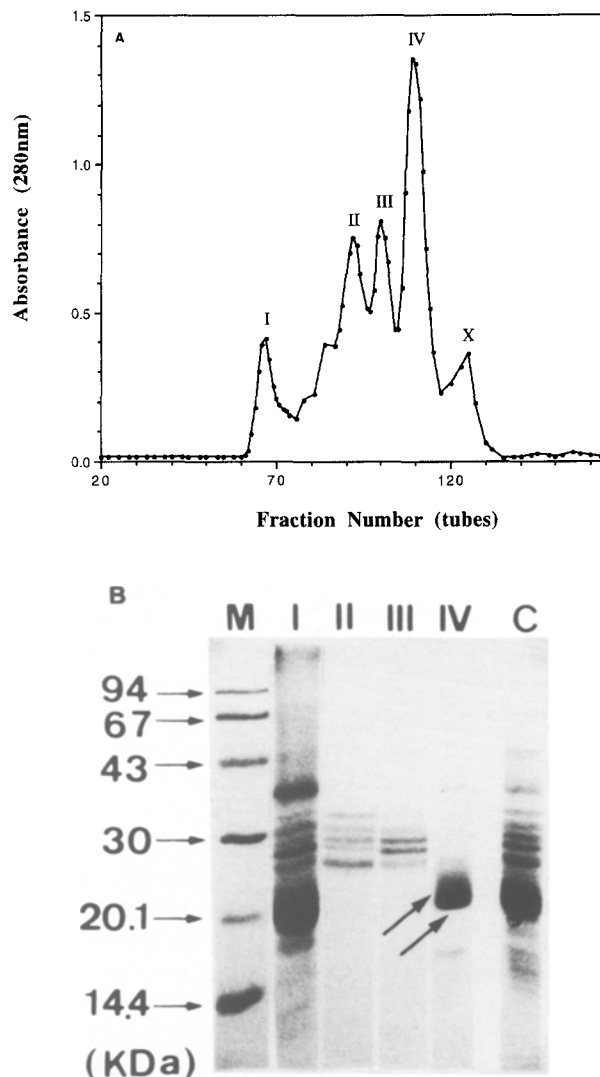 A
1.5
1.0
0.5
0.0
Absorbance (280nm)
I
II
III
IV
X
20
70
120
Fraction Number (tubes)
B
M I II III IV C
94
67
43
30
20.1
14.4
(KDa)